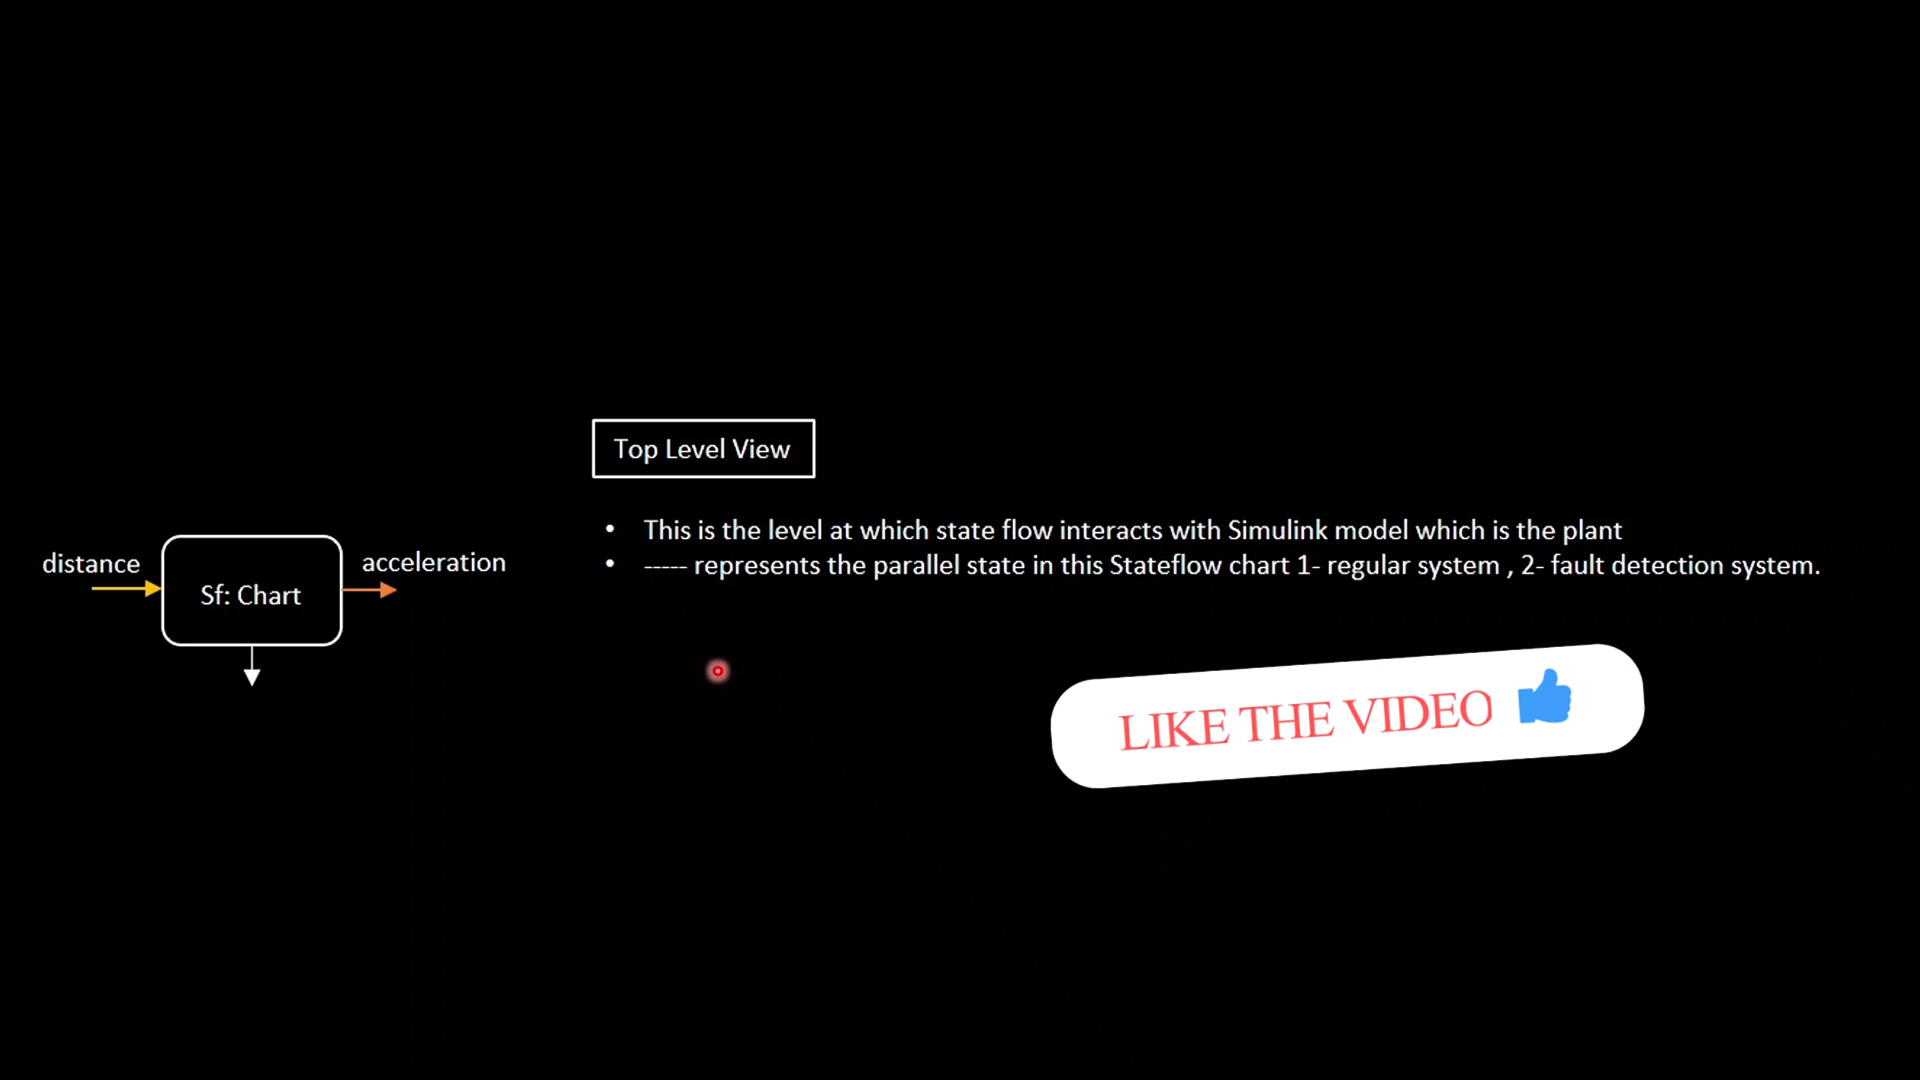 Top Level View
• This is the level at which state flow interacts with Simulink model which is the plant
• ----- represents the parallel state in this Stateflow chart 1- regular system , 2- fault detection system.
distance
Sf: Chart
acceleration
LIKE THE VIDEO